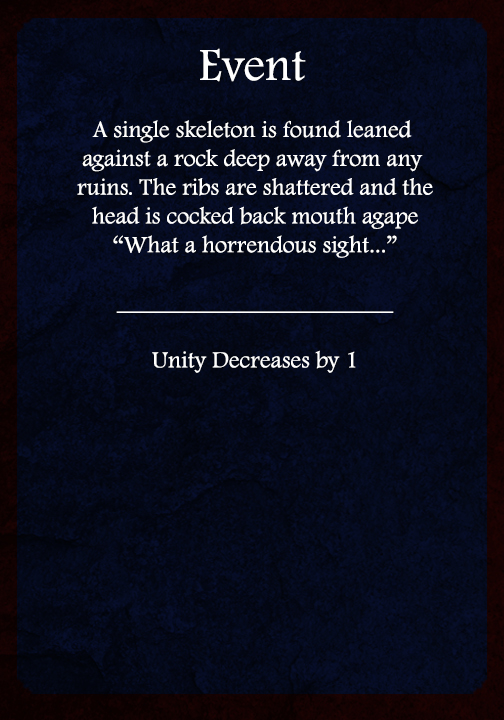 Event
A single skeleton is found leaned
against a rock deep away from any
ruins. The ribs are shattered and the
head is cocked back mouth agape
“What a horrendous sight...”
Unity Decreases by 1